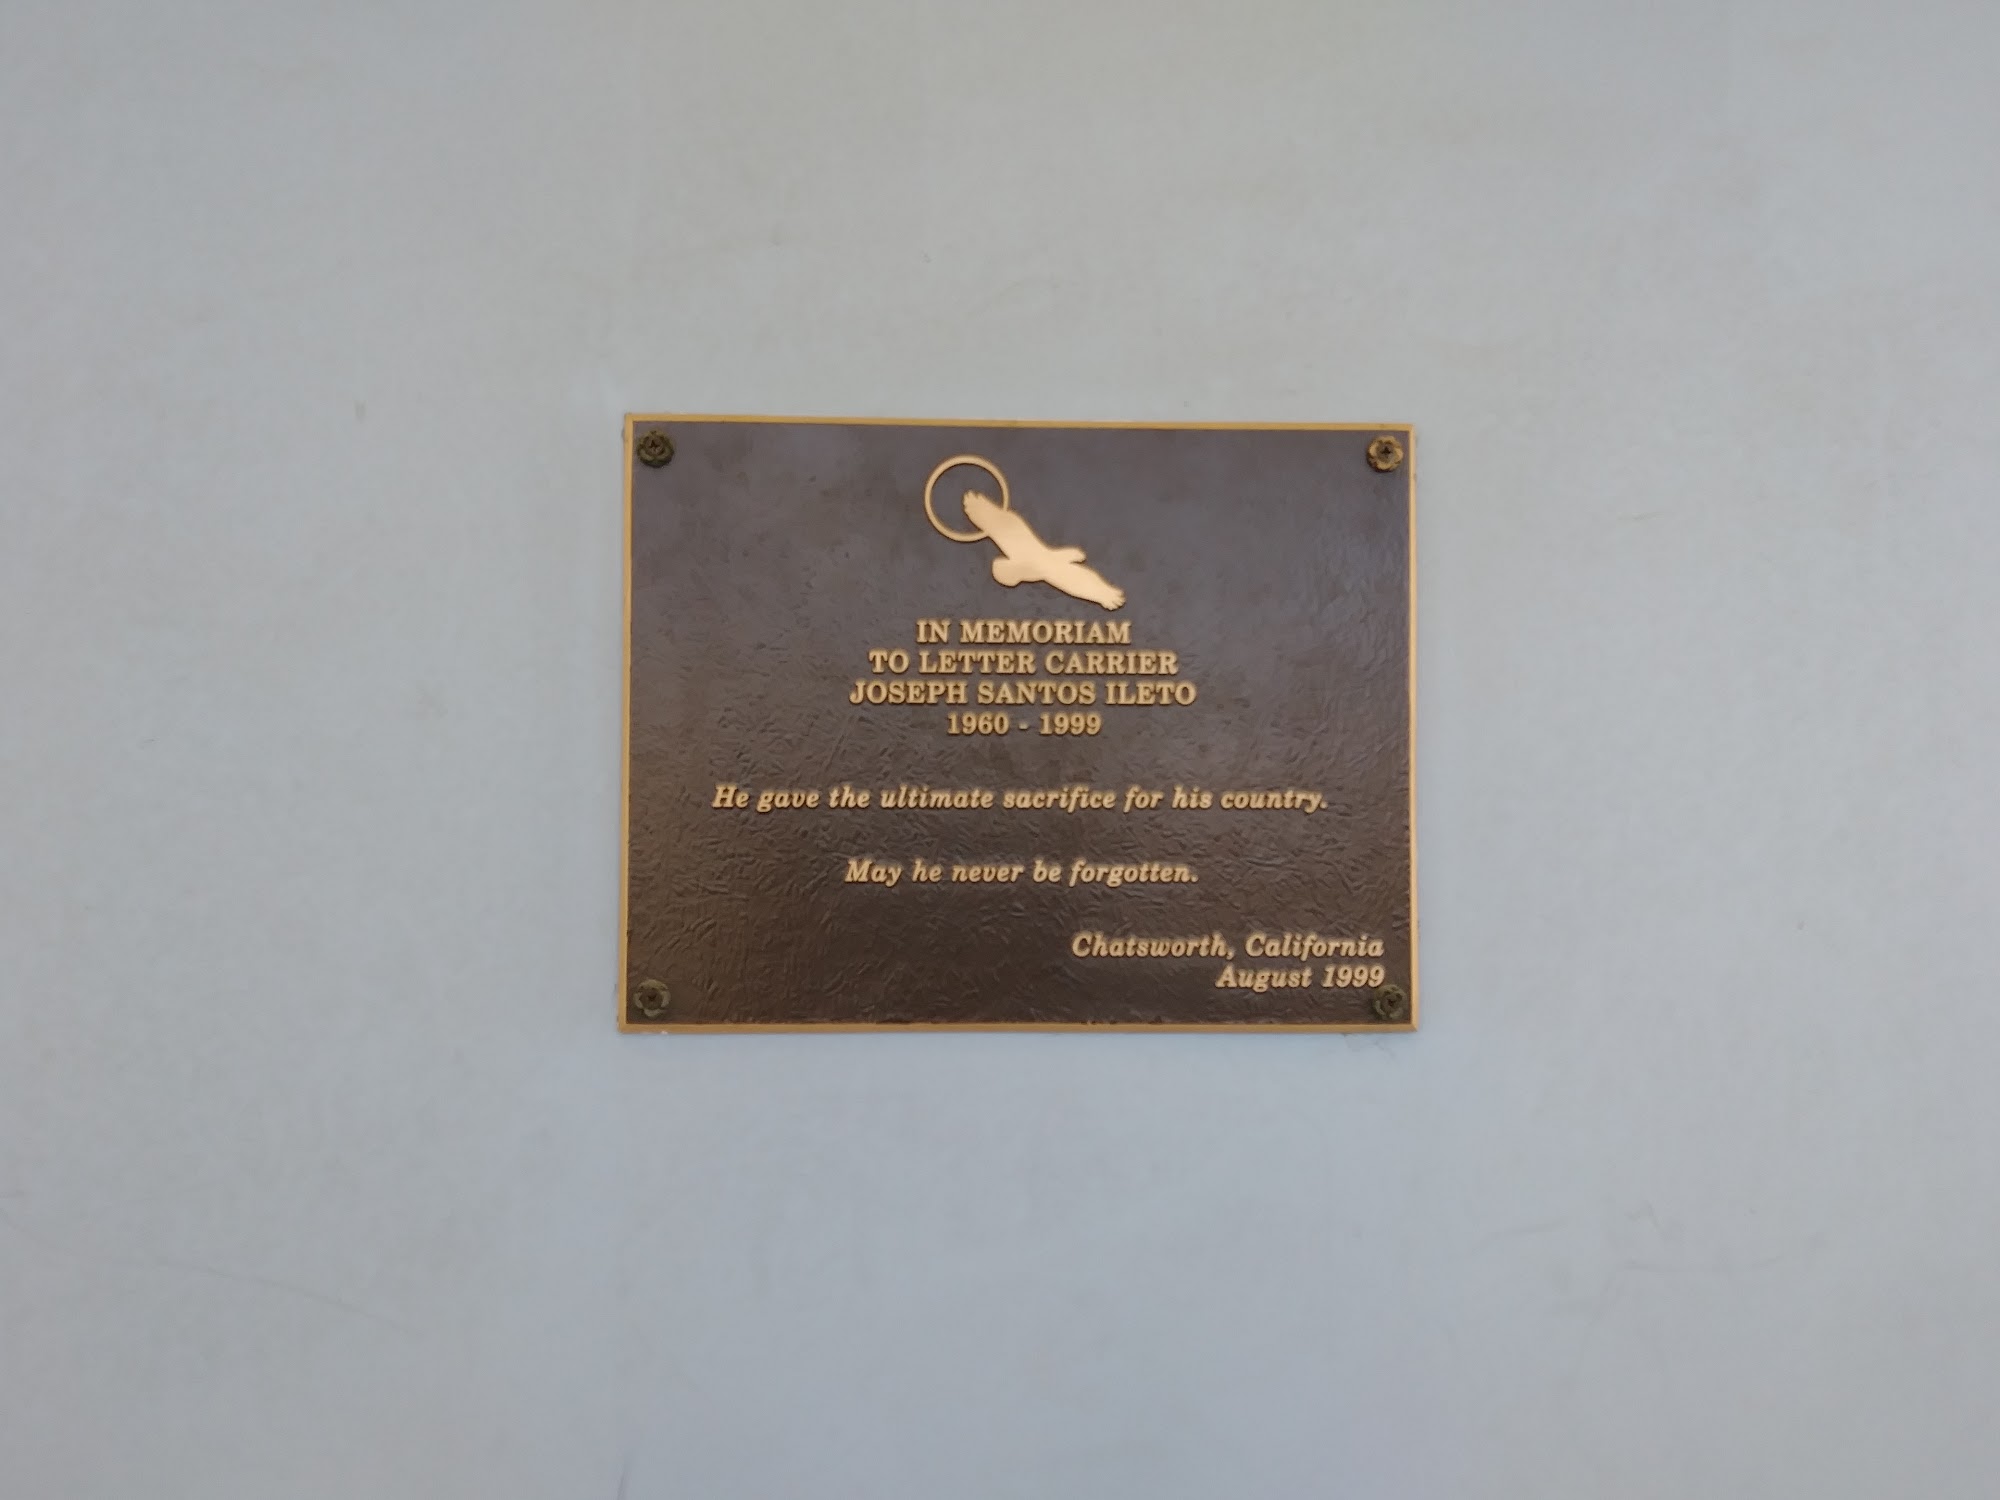 IN MEMORIAM
TO LETTER CARRIER
JOSEPH SANTOS ILETO
1960 - 1999
He gave the ultimate sacrifice for his country.
May he never be forgotten.
Chatsworth, California
August 1999